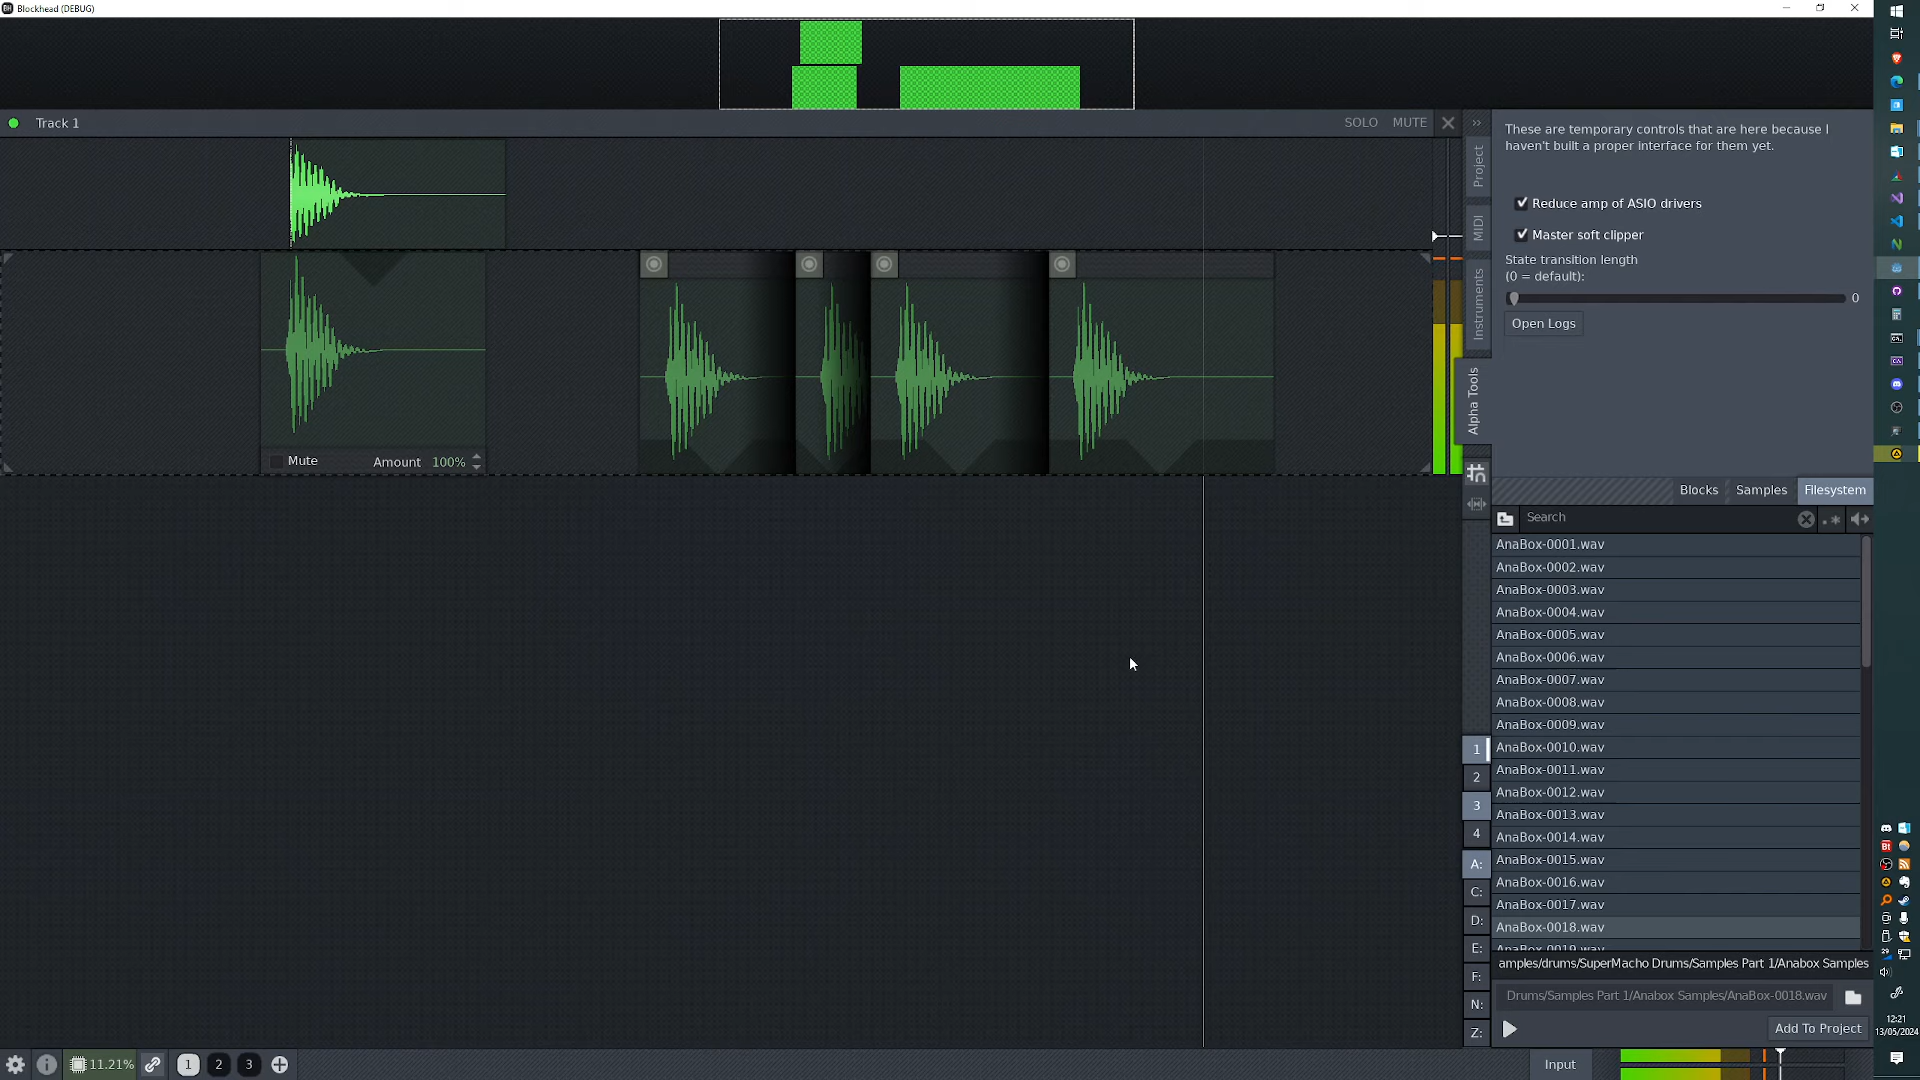 Blockhead (DEBUG)
Track 1
SOLO MUTE
Mute Amount 100%
Project
MIDI
Instruments
Alpha Tools
These are temporary controls that are here because I
haven't built a proper interface for them yet.
Reduce amp of ASIO drivers
Master soft clipper
State transition length
(0 = default):
0
Open Logs
Blocks Samples Filesystem
Search
AnaBox-0001.wav
AnaBox-0002.wav
AnaBox-0003.wav
AnaBox-0004.wav
AnaBox-0005.wav
AnaBox-0006.wav
AnaBox-0007.wav
AnaBox-0008.wav
AnaBox-0009.wav
AnaBox-0010.wav
AnaBox-0011.wav
AnaBox-0012.wav
AnaBox-0013.wav
AnaBox-0014.wav
AnaBox-0015.wav
AnaBox-0016.wav
AnaBox-0017.wav
AnaBox-0018.wav
AnaBox-0019.wav
1
2
3
4
A:
C:
D:
E:
F:
N:
Z:
amples/drums/SuperMacho Drums/Samples Part 1/Anabox Samples
Drums/Samples Part 1/Anabox Samples/AnaBox-0018.wav
Add To Project
11.21% 1 2 3
Input
12:21
13/05/2024